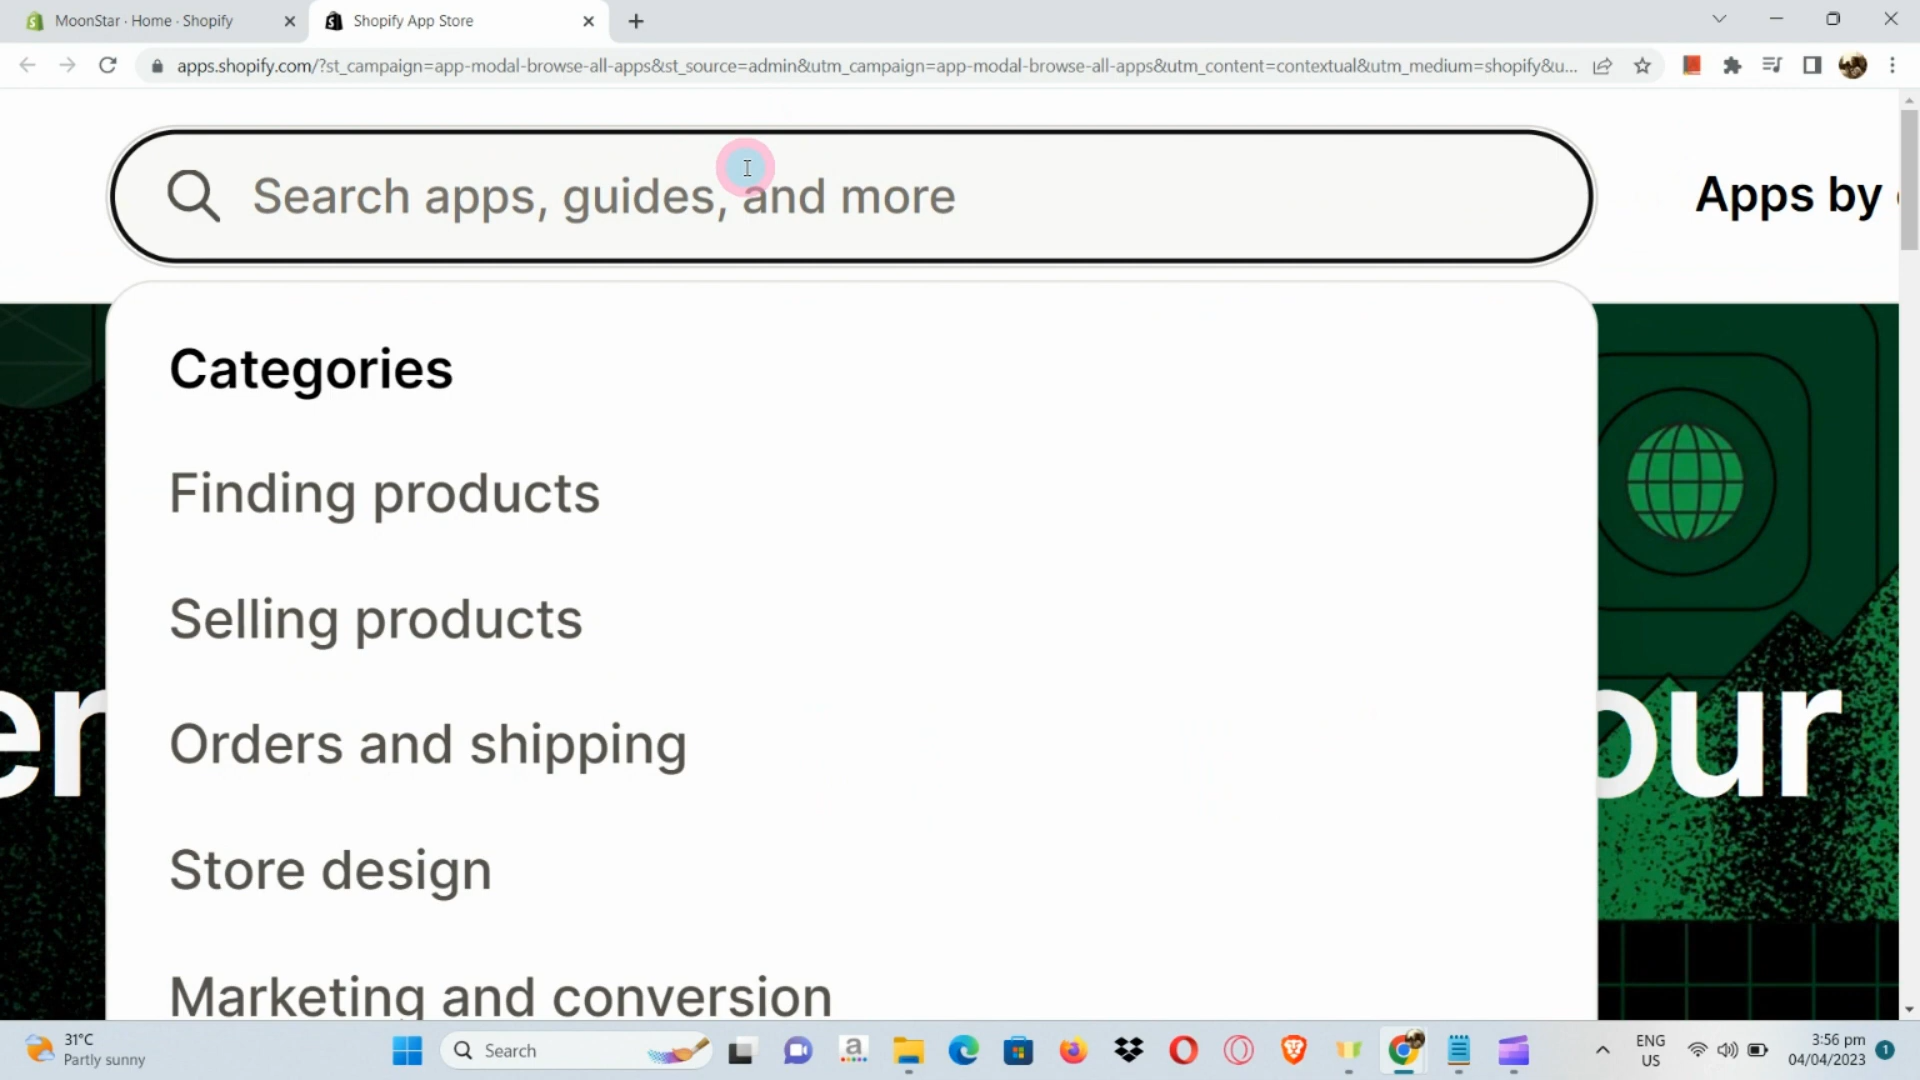 MoonStar · Home · Shopify
Shopify App Store
apps.shopify.com/?st_campaign=app-modal-browse-all-apps&st_source=admin&utm_campaign=app-modal-browse-all-apps&utm_content=contextual&utm_medium=shopify&u...
Search apps, guides, and more
Apps by
Categories
Finding products
Selling products
Orders and shipping
Store design
Marketing and conversion
er
our
31°C
Partly sunny
Search
ENG
US
3:56 pm
04/04/2023
1